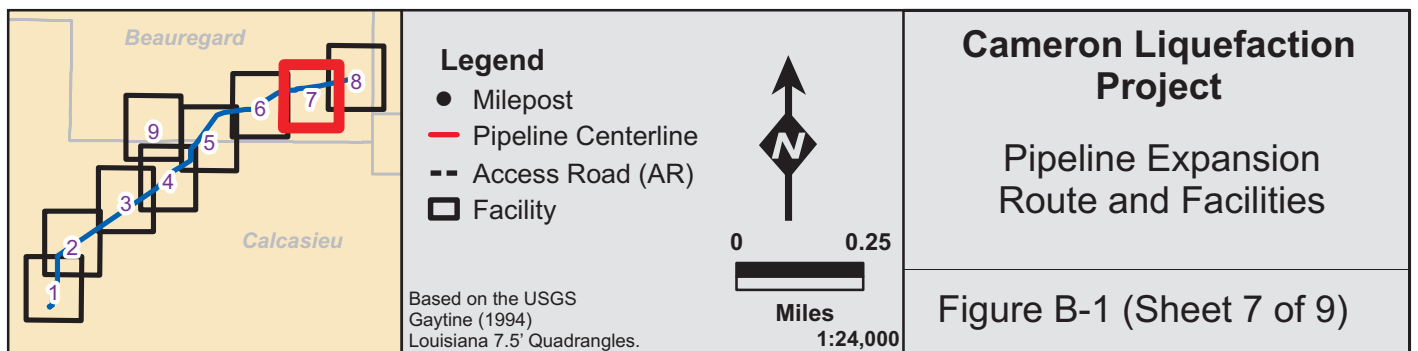 Beauregard
8
7
6
9
5
4
3
Calcasieu
2
1
Legend
Milepost
Pipeline Centerline
Access Road (AR)
Facility
Based on the USGS
Gaytine (1994)
Louisiana 7.5' Quadrangles.
N
0 0.25
Miles
1:24,000
Cameron Liquefaction
Project
Pipeline Expansion
Route and Facilities
Figure B-1 (Sheet 7 of 9)